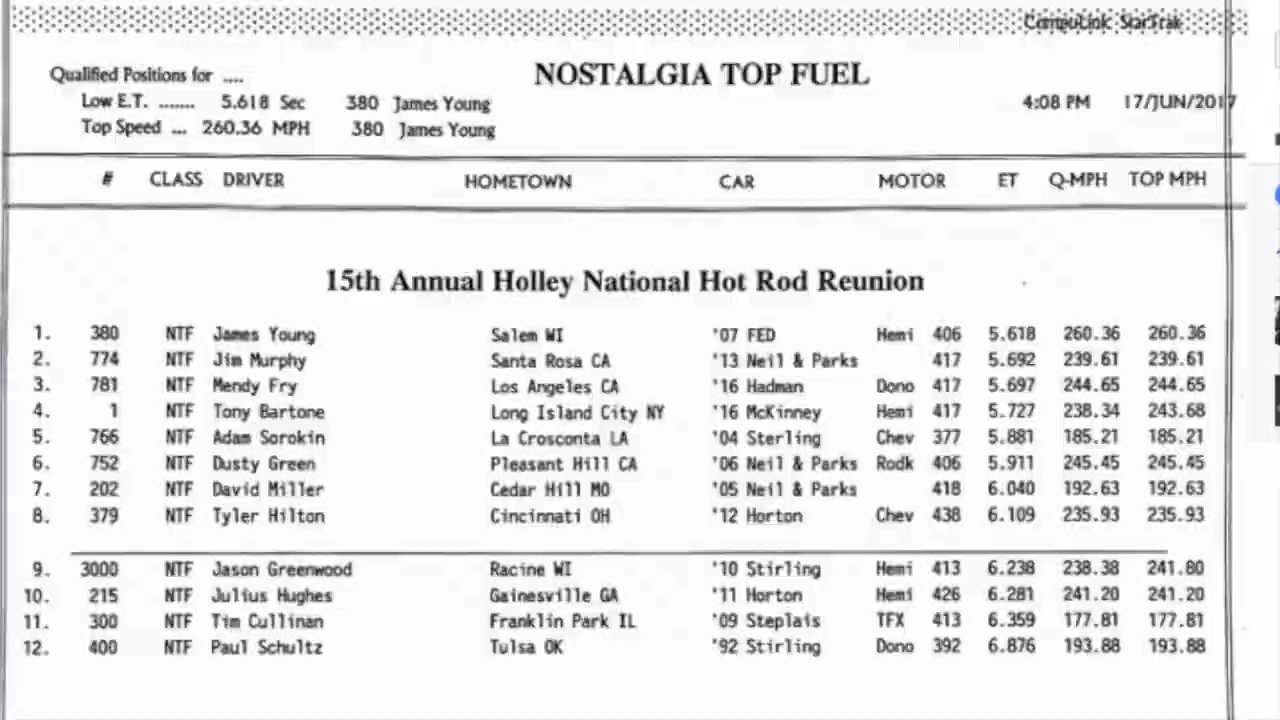 CompuLink StarTrak
Qualified Positions for ....
NOSTALGIA TOP FUEL
Low E.T. ....... 5.618 Sec 380 James Young
4:08 PM 17/JUN/2017
Top Speed ... 260.36 MPH 380 James Young
# CLASS DRIVER HOMETOWN CAR MOTOR ET Q-MPH TOP MPH
15th Annual Holley National Hot Rod Reunion
1. 380 NTF James Young Salem WI '07 FED Hemi 406 5.618 260.36 260.36
2. 774 NTF Jim Murphy Santa Rosa CA '13 Neil & Parks 417 5.692 239.61 239.61
3. 781 NTF Mendy Fry Los Angeles CA '16 Hadman Dono 417 5.697 244.65 244.65
4. 1 NTF Tony Bartone Long Island City NY '16 McKinney Hemi 417 5.727 238.34 243.68
5. 766 NTF Adam Sorokin La Crosconta LA '04 Sterling Chev 377 5.881 185.21 185.21
6. 752 NTF Dusty Green Pleasant Hill CA '06 Neil & Parks Rodk 406 5.911 245.45 245.45
7. 202 NTF David Miller Cedar Hill MO '05 Neil & Parks 418 6.040 192.63 192.63
8. 379 NTF Tyler Hilton Cincinnati OH '12 Horton Chev 438 6.109 235.93 235.93
9. 3000 NTF Jason Greenwood Racine WI '10 Stirling Hemi 413 6.238 238.38 241.80
10. 215 NTF Julius Hughes Gainesville GA '11 Horton Hemi 426 6.281 241.20 241.20
11. 300 NTF Tim Cullinan Franklin Park IL '09 Steplais TFX 413 6.359 177.81 177.81
12. 400 NTF Paul Schultz Tulsa OK '92 Stirling Dono 392 6.876 193.88 193.88